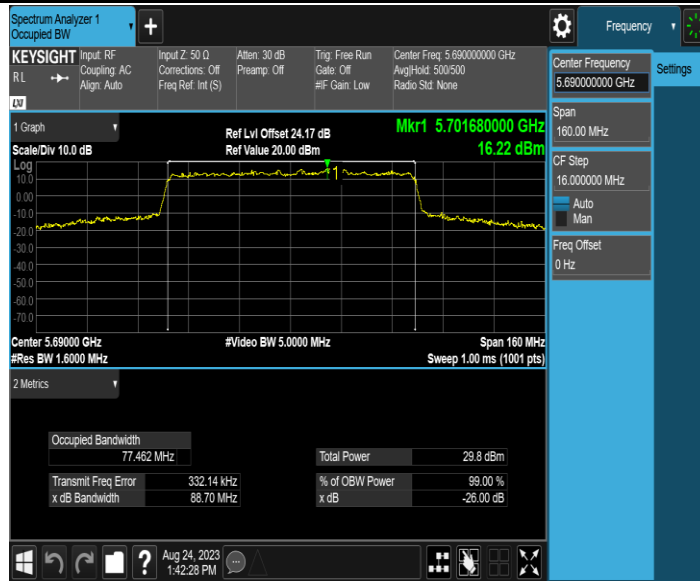 Spectrum Analyzer 1
Occupied BW
Frequency
KEYSIGHT
RL
LXI
Input: RF
Coupling: AC
Align: Auto
Input Z: 50 Ω
Corrections: Off
Freq Ref: Int (S)
Atten: 30 dB
Preamp: Off
Trig: Free Run
Gate: Off
#IF Gain: Low
Center Freq: 5.690000000 GHz
Avg|Hold: 500/500
Radio Std: None
Center Frequency
5.690000000 GHz
Settings
Span
160.00 MHz
CF Step
16.000000 MHz
Auto
Man
Freq Offset
0 Hz
1 Graph
Scale/Div 10.0 dB
Ref Lvl Offset 24.17 dB
Ref Value 20.00 dBm
Mkr1 5.701680000 GHz
16.22 dBm
Log
10.0
0.00
-10.0
-20.0
-30.0
-40.0
-50.0
-60.0
-70.0
1
Center 5.69000 GHz
#Res BW 1.6000 MHz
#Video BW 5.0000 MHz
Span 160 MHz
Sweep 1.00 ms (1001 pts)
2 Metrics
Occupied Bandwidth
77.462 MHz
Total Power 29.8 dBm
Transmit Freq Error 332.14 kHz
% of OBW Power 99.00 %
x dB Bandwidth 88.70 MHz
x dB -26.00 dB
Aug 24, 2023
1:42:28 PM